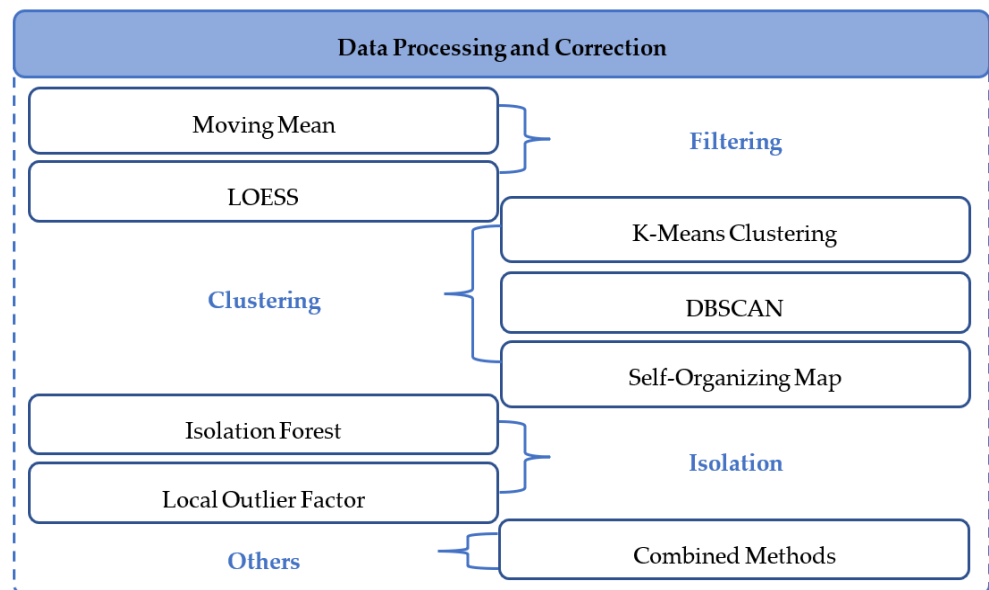 Data Processing and Correction
Moving Mean
Filtering
LOESS
K-Means Clustering
Clustering
DBSCAN
Self-Organizing Map
Isolation Forest
Isolation
Local Outlier Factor
Others
Combined Methods